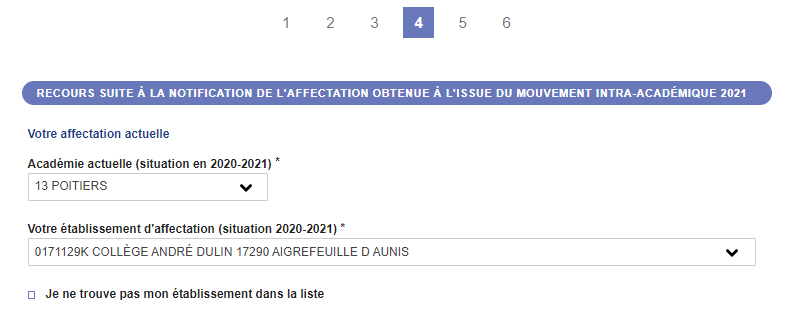 1 2 3 4 5 6
RECOURS SUITE À LA NOTIFICATION DE L'AFFECTATION OBTENUE À L'ISSUE DU MOUVEMENT INTRA-ACADÉMIQUE 2021
Votre affectation actuelle
Académie actuelle (situation en 2020-2021) *
13 POITIERS
Votre établissement d'affectation (situation 2020-2021) *
0171129K COLLÈGE ANDRÉ DULIN 17290 AIGREFEUILLE D AUNIS
Je ne trouve pas mon établissement dans la liste